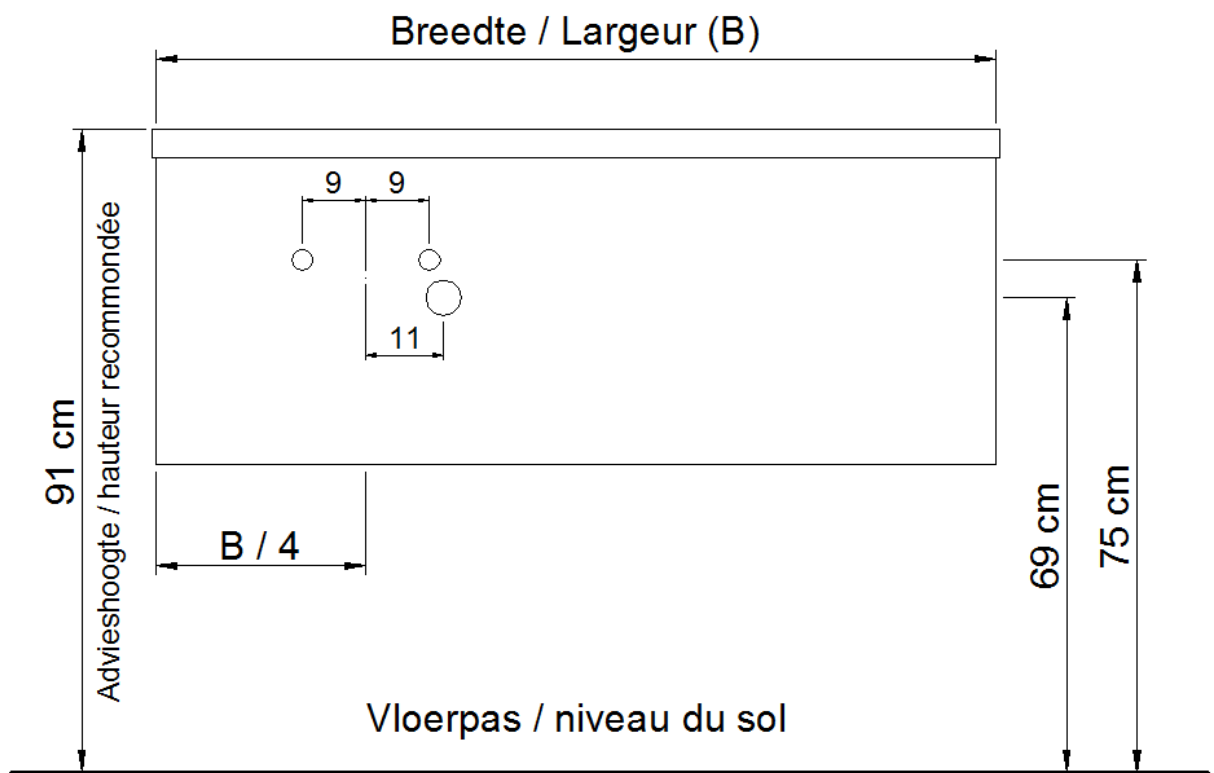 Breedte / Largeur (B)
9
9
11
91 cm
Advieshoogte / hauteur recommondée
B / 4
69 cm
75 cm
Vloerpas / niveau du sol